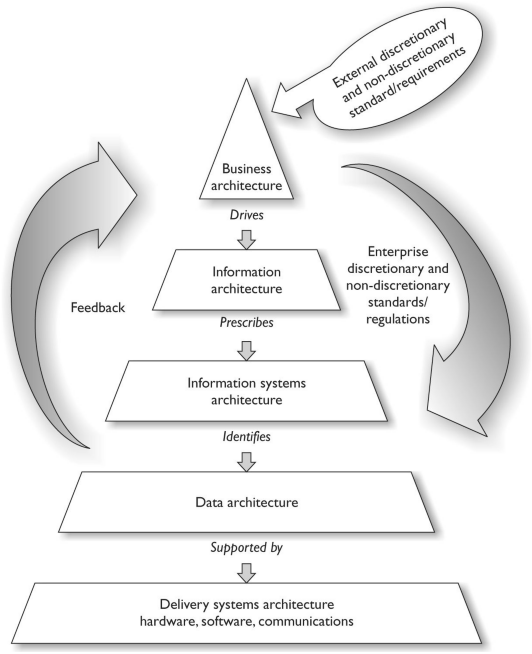 External discretionary
and non-discretionary
standard/requirements
Business
architecture
Drives
Information
architecture
Enterprise
discretionary and
non-discretionary
standards/
regulations
Feedback
Prescribes
Information systems
architecture
Identifies
Data architecture
Supported by
Delivery systems architecture
hardware, software, communications